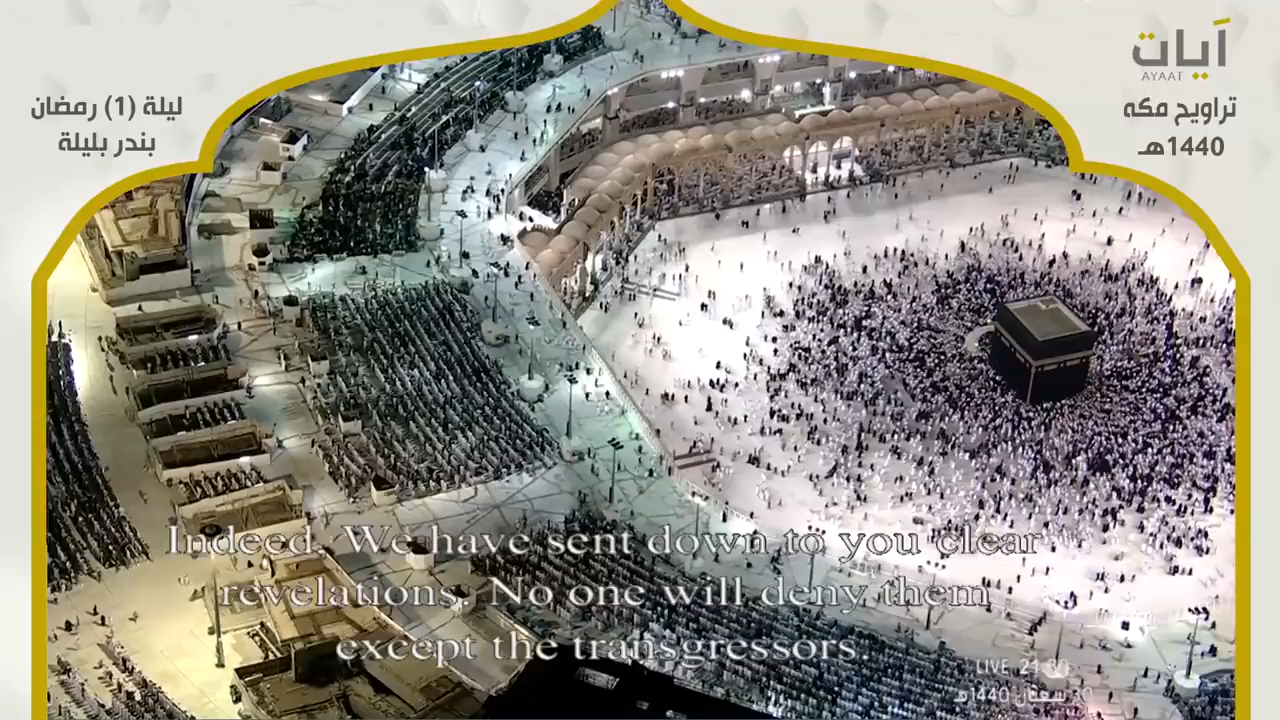 آيات
AYAAT
تراويح مكه
1440هـ
ليلة (1) رمضان
بندر بليلة
Indeed, We have sent down to you clear
revelations. No one will deny them
except the transgressors.
LIVE 21
30 شعبان 1440هـ